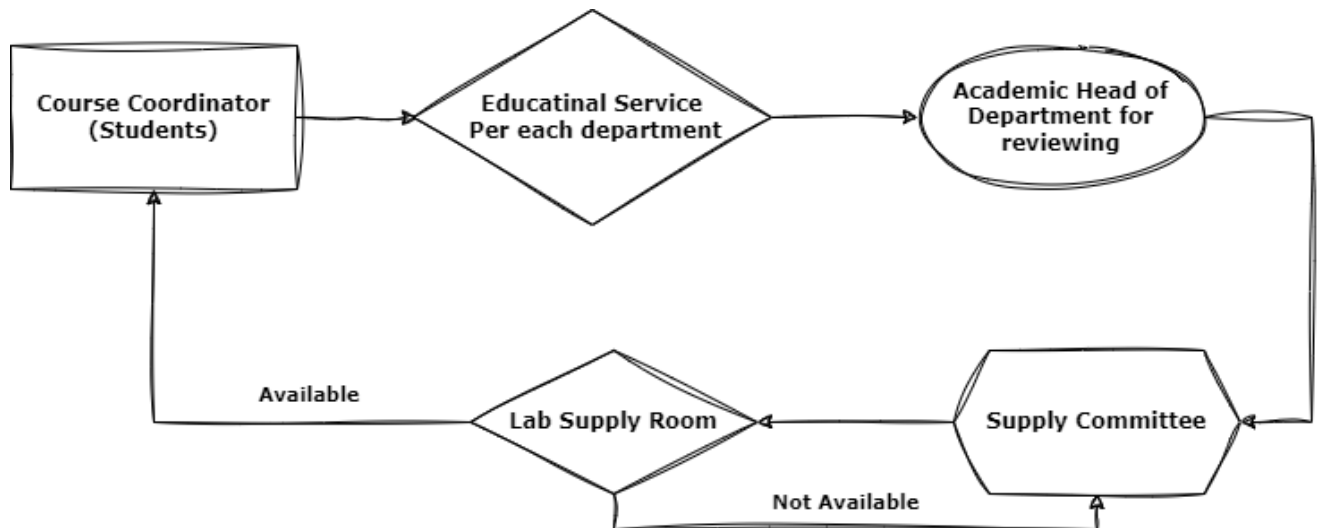 Course Coordinator
(Students)
Educatinal Service
Per each department
Academic Head of
Department for
reviewing
Available
Lab Supply Room
Supply Committee
Not Available